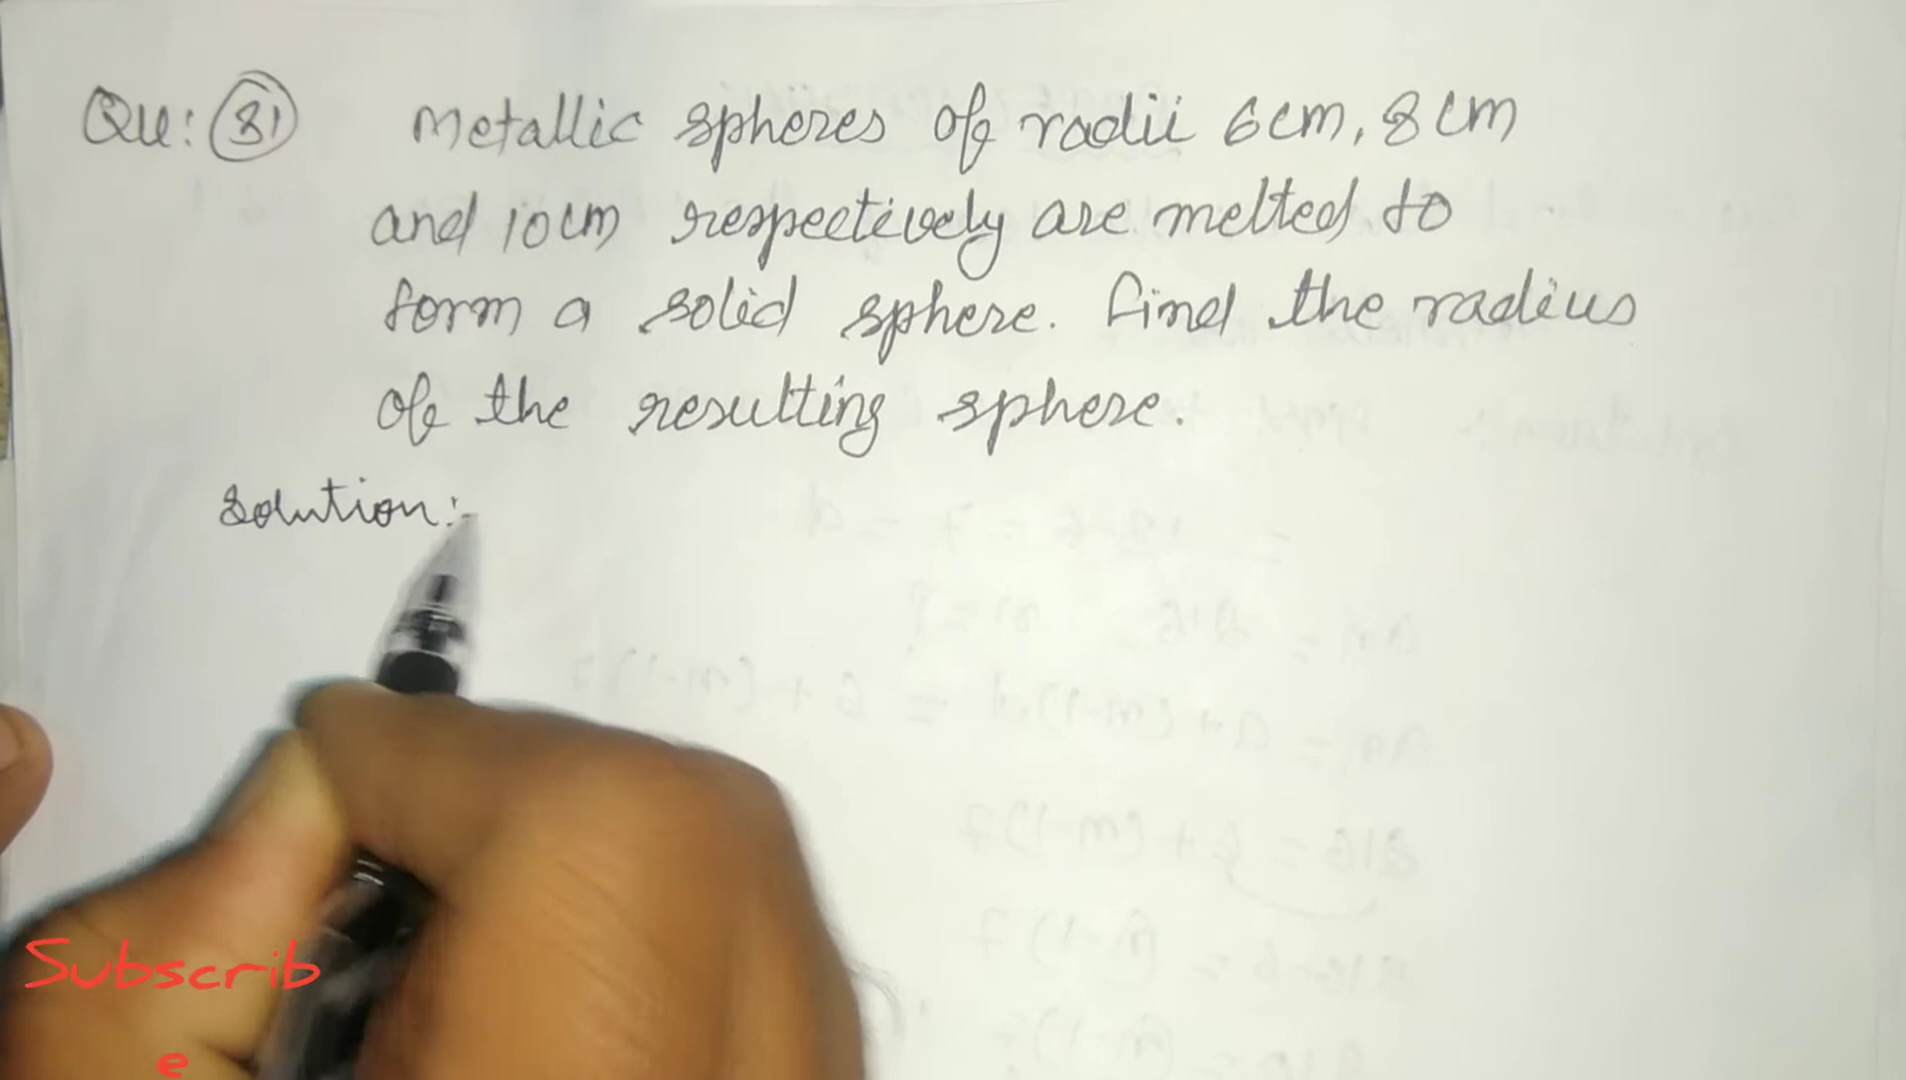 Qu: 31 Metallic spheres of radii 6cm, 8cm
and 10cm respectively are melted to
form a solid sphere. Find the radius
of the resulting sphere.
Solution:-
Subscrib
e